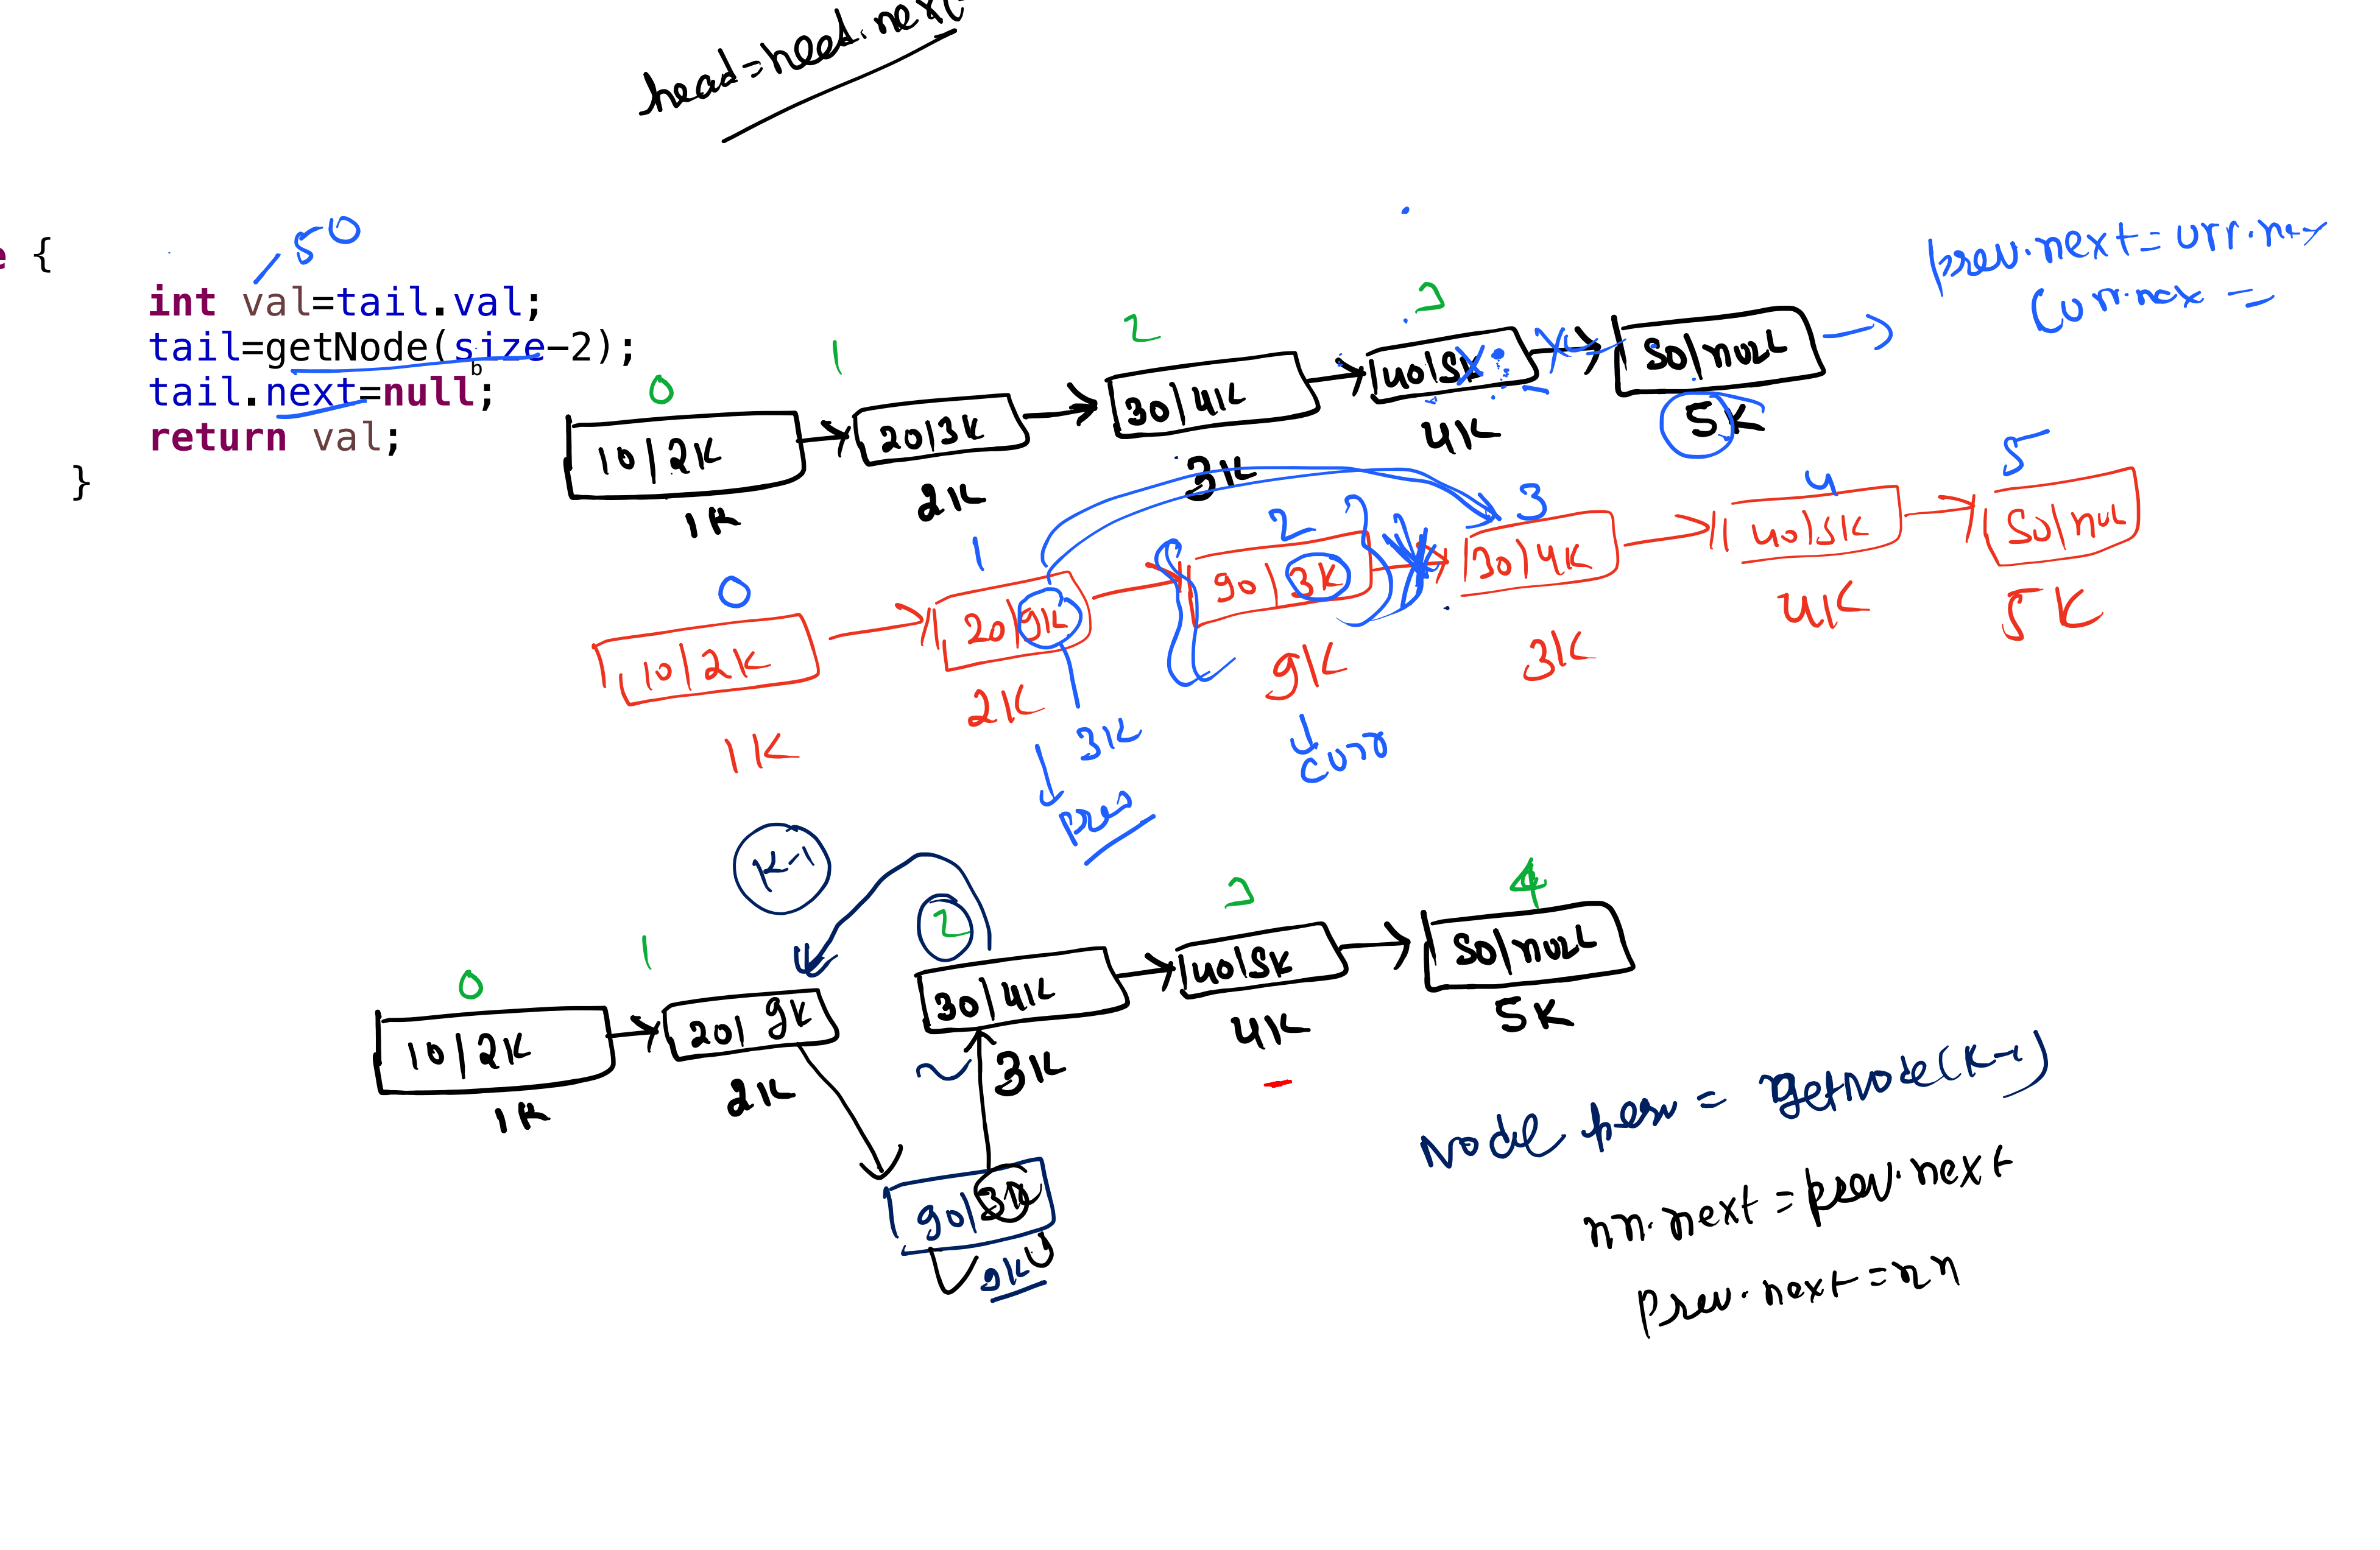 head=head.next
50
e {
int val=tail.val;
tail=getNode(size-2);
b
tail.next=null;
return val;
}
prev.next=curr.nex
Curr.nex =
0 1 2 3
10|2K 20|3K 30|4K 40|5K 50|NULL
1K 2K 3K 4K 5K
0 1 2 3 4 5
10|2K 20|9K 90|3K 30|4K 40|5K 50|NULL
1K 2K 9K 3K 4K 5K
3K
prev
curr
K-1
0 1 2 3 4
10|2K 20|9K 30|4K 40|5K 50|NULL
1K 2K 3K 4K 5K
90|3K
9K
Node prev = getNode(K-1)
nn.next=prev.next
prev.next=nn